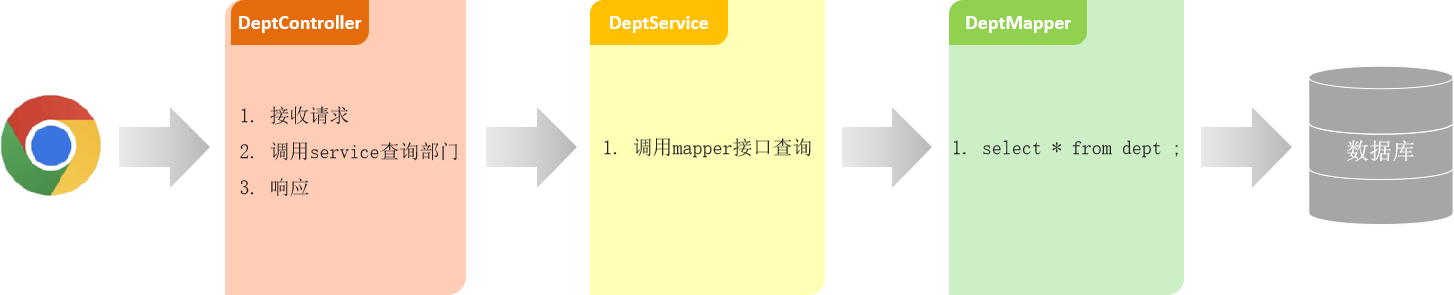 DeptController
1. 接收请求
2. 调用service查询部门
3. 响应
DeptService
1. 调用mapper接口查询
DeptMapper
1. select * from dept ;
数据库